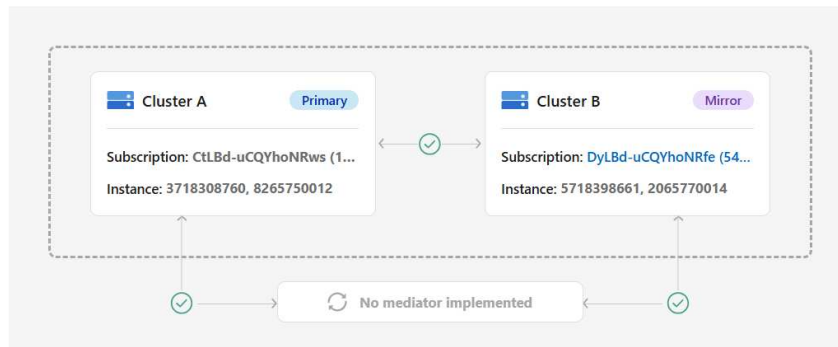 Cluster A
Primary
Subscription: CtLBd-uCQYhoNRws (1...
Instance: 3718308760, 8265750012
Cluster B
Mirror
Subscription: DyLBd-uCQYhoNRfe (54...
Instance: 5718398661, 2065770014
No mediator implemented